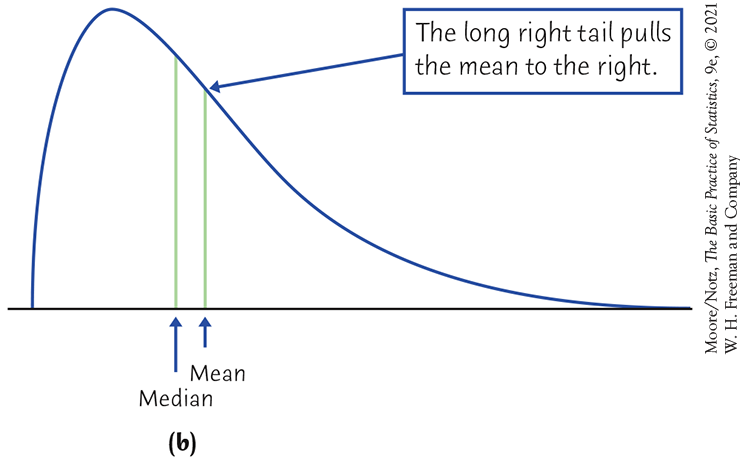 The long right tail pulls
the mean to the right.
Mean
Median
(b)
Moore/Notz, The Basic Practice of Statistics, 9e, © 2021
W. H. Freeman and Company